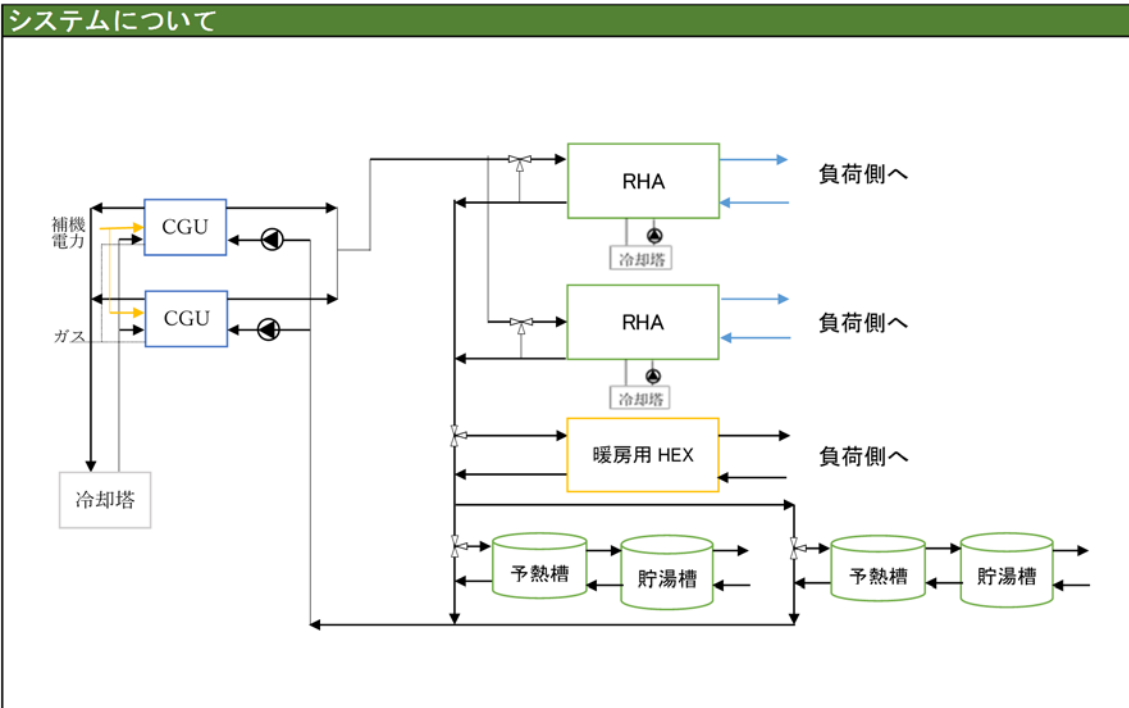 システムについて
RHA
負荷側へ
冷却塔
補機
電力
CGU
CGU
ガス
RHA
負荷側へ
冷却塔
暖房用 HEX
負荷側へ
冷却塔
予熱槽
貯湯槽
予熱槽
貯湯槽